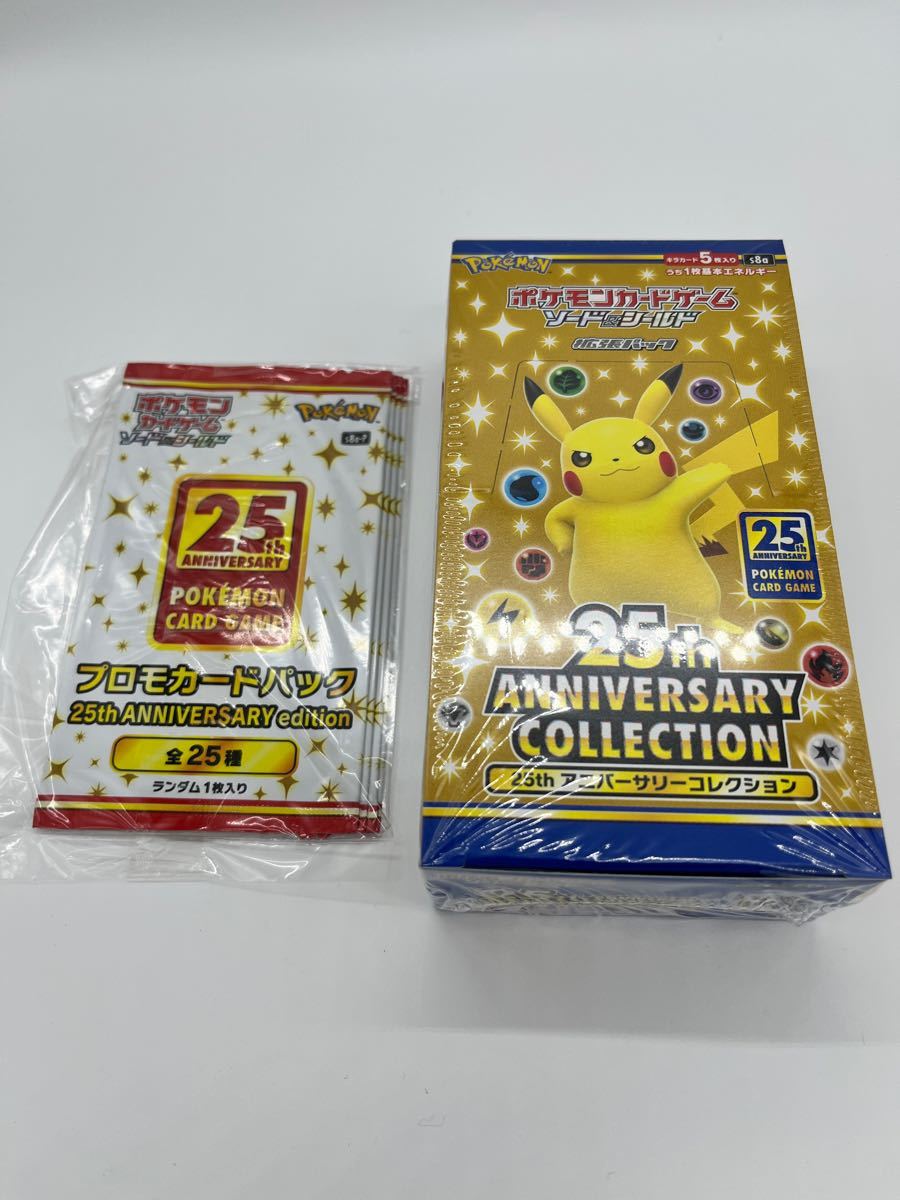 ポケモン
カードゲーム
ソード&シールド
POKÉMON
s8a-P
25th
ANNIVERSARY
POKÉMON
CARD GAME
プロモカードパック
25th ANNIVERSARY edition
全25種
ランダム1枚入り
POKÉMON
キラカード5枚入り
s8a
うち1枚基本エネルギー
ポケモンカードゲーム
ソード&シールド
拡張パック
25th
ANNIVERSARY
POKÉMON
CARD GAME
25th
ANNIVERSARY
COLLECTION
25th アニバーサリーコレクション